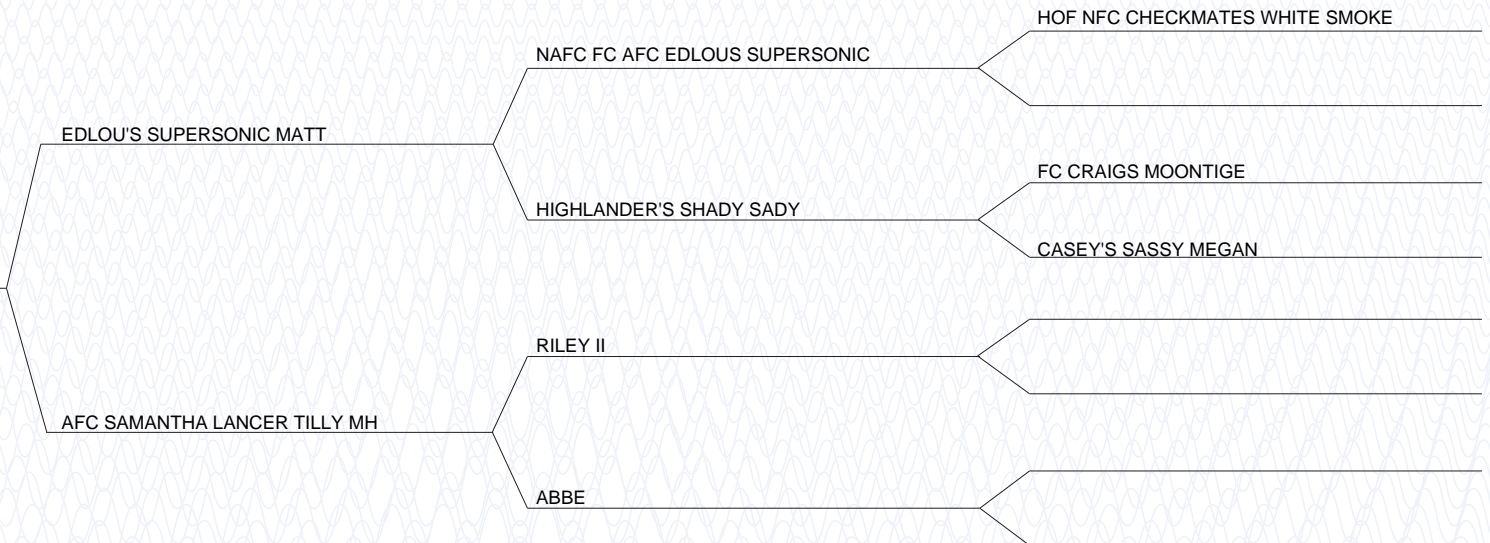 HOF NFC CHECKMATES WHITE SMOKE
NAFC FC AFC EDLOUS SUPERSONIC
EDLOU'S SUPERSONIC MATT
FC CRAIGS MOONTIGE
HIGHLANDER'S SHADY SADY
CASEY'S SASSY MEGAN
RILEY II
AFC SAMANTHA LANCER TILLY MH
ABBE